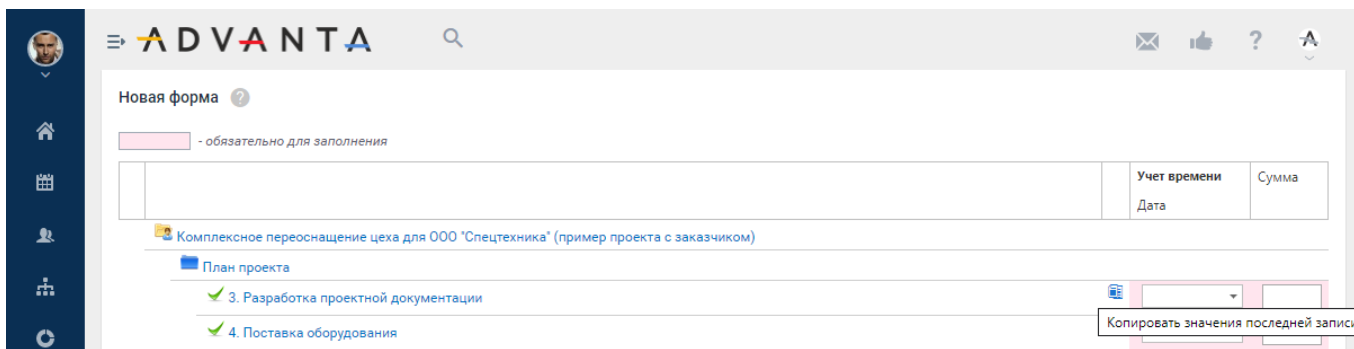 ADVANTA
?
Новая форма ?
- обязательно для заполнения
Учет времени Сумма
Дата
Комплексное переоснащение цеха для ООО "Спецтехника" (пример проекта с заказчиком)
План проекта
3. Разработка проектной документации
4. Поставка оборудования
Копировать значения последней записи